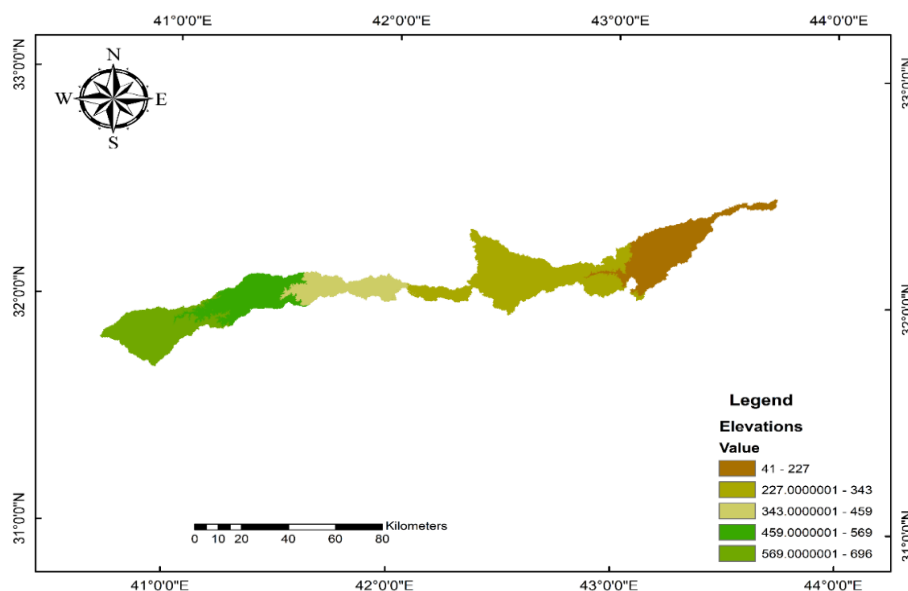 41°0'0"E 42°0'0"E 43°0'0"E 44°0'0"E
33°0'0"N
33°0'0"N
N
W E
S
32°0'0"N
32°0'0"N
Legend
Elevations
Value
41 - 227
227.0000001 - 343
343.0000001 - 459
459.0000001 - 569
569.0000001 - 696
31°0'0"N
31°0'0"N
Kilometers
0 10 20 40 60 80
41°0'0"E 42°0'0"E 43°0'0"E 44°0'0"E